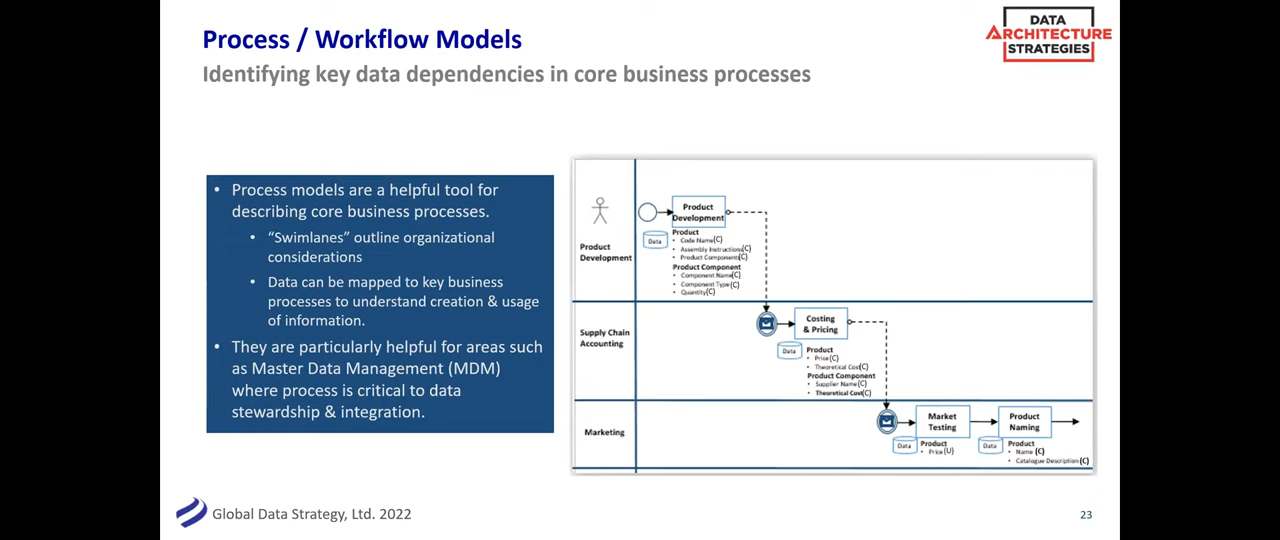 Process / Workflow Models
Identifying key data dependencies in core business processes
DATA
ARCHITECTURE
STRATEGIES
• Process models are a helpful tool for
describing core business processes.
• “Swimlanes” outline organizational
considerations
• Data can be mapped to key business
processes to understand creation & usage
of information.
• They are particularly helpful for areas such
as Master Data Management (MDM)
where process is critical to data
stewardship & integration.
Product
Development
Product
Development
Data
Product
• Code Name(C)
• Assembly Instructions(C)
• Product Components(C)
Product Component
• Component Name(C)
• Component Type(C)
• Quantity(C)
Supply Chain
Accounting
Costing
& Pricing
Data
Product
• Price(C)
• Theoretical Cost(C)
Product Component
• Supplier Name(C)
• Theoretical Cost(C)
Marketing
Market
Testing
Data
Product
• Price(U)
Product
Naming
Data
Product
• Name (C)
• Catalogue Description(C)
Global Data Strategy, Ltd. 2022
23